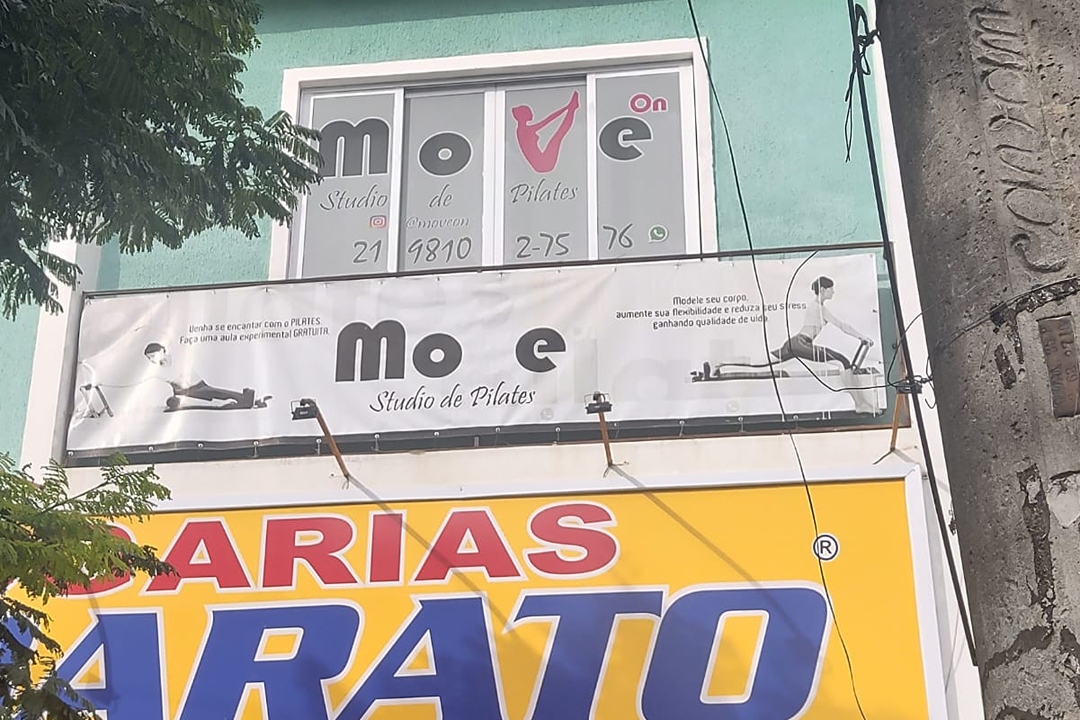 move On
Studio de Pilates
@moveon
21 9810 2-75 76
Venha se encantar com o PILATES.
Faça uma aula experimental GRATUITA.
Mo e
Studio de Pilates
Modele seu corpo,
aumente sua flexibilidade e reduza seu stress
ganhando qualidade de vida.
ARIAS
ARATO
®